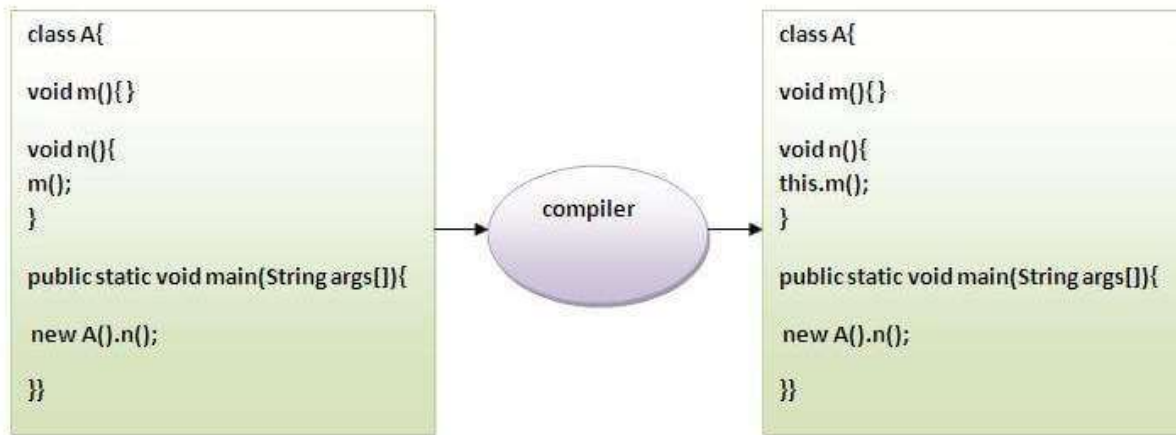 class A{
void m(){}
void n(){
m();
}
public static void main(String args[]){
new A().n();
}}
compiler
class A{
void m(){}
void n(){
this.m();
}
public static void main(String args[]){
new A().n();
}}